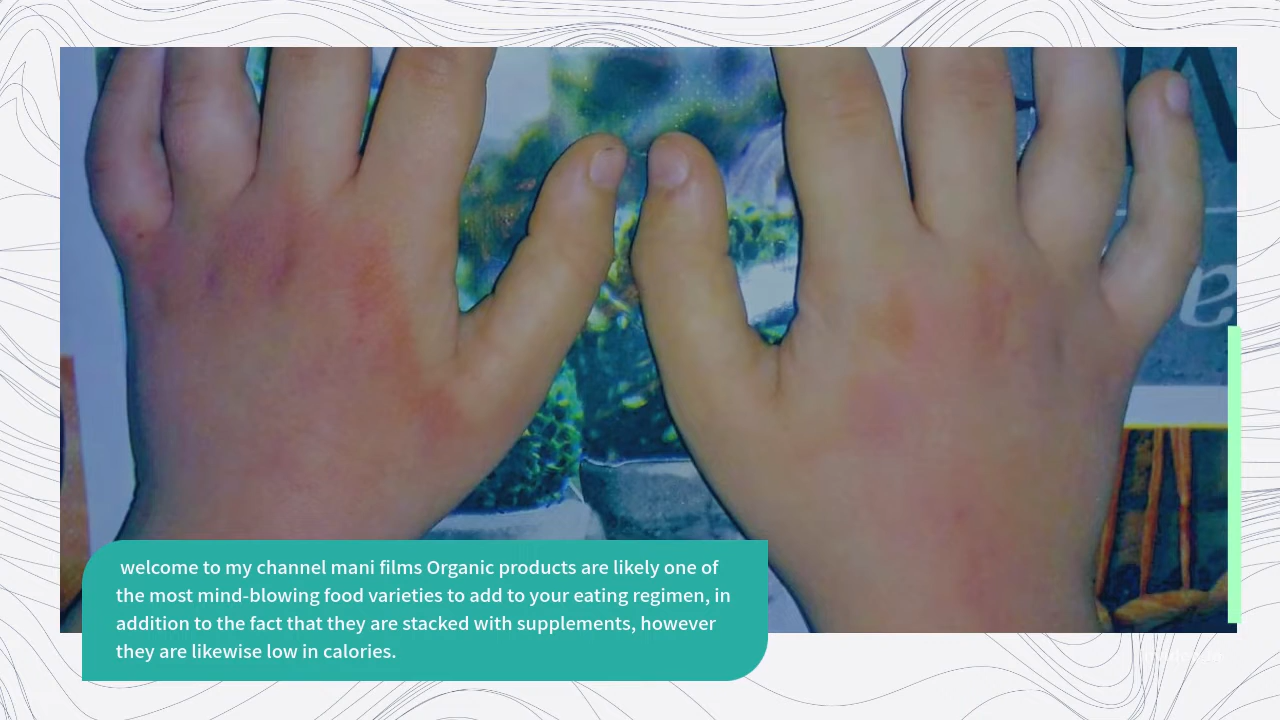 welcome to my channel mani films Organic products are likely one of
the most mind-blowing food varieties to add to your eating regimen, in
addition to the fact that they are stacked with supplements, however
they are likewise low in calories.
a